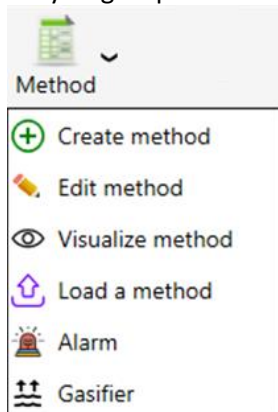 Method
Create method
Edit method
Visualize method
Load a method
Alarm
Gasifier